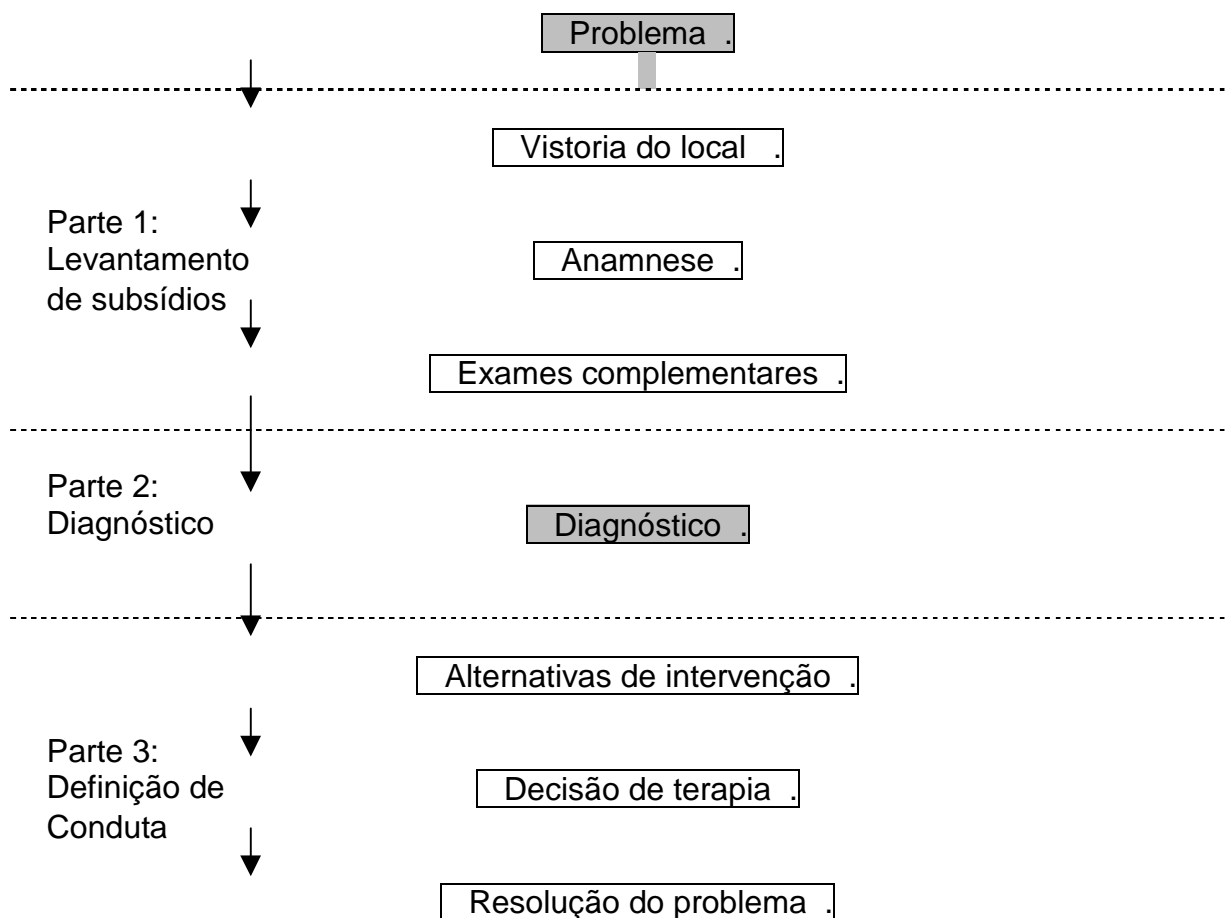 Problema .
Vistoria do local .
Parte 1:
Levantamento
de subsídios
Anamnese .
Exames complementares .
Parte 2:
Diagnóstico
Diagnóstico .
Alternativas de intervenção .
Parte 3:
Definição de
Conduta
Decisão de terapia .
Resolução do problema .